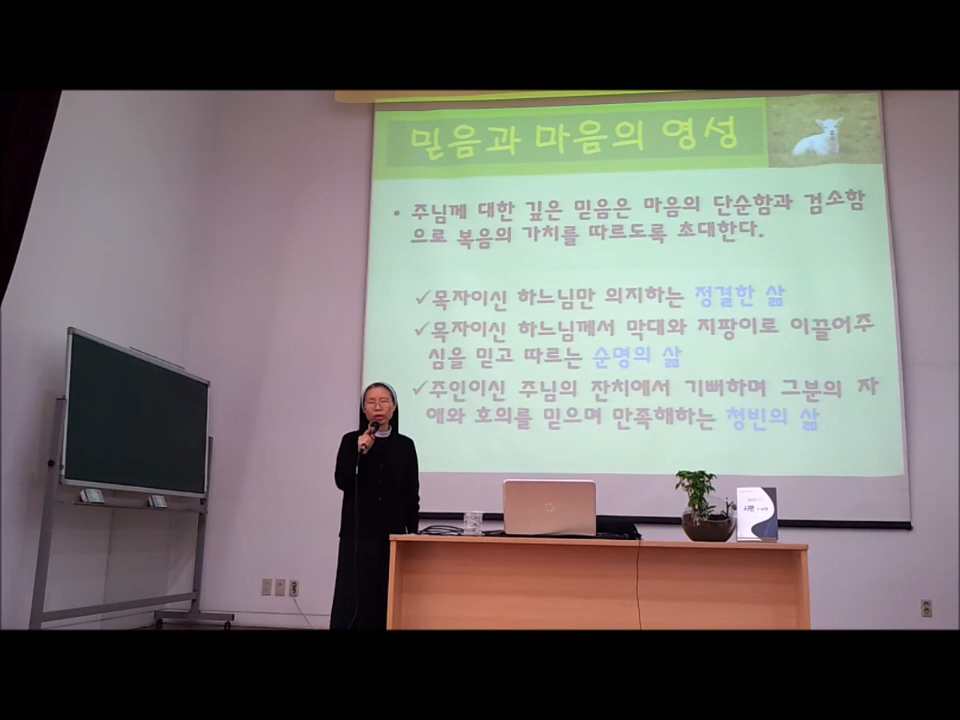 믿음과 마음의 영성
• 주님께 대한 깊은 믿음은 마음의 단순함과 검소함
으로 복음의 가치를 따르도록 초대한다.
✓목자이신 하느님만 의지하는 정결한 삶
✓목자이신 하느님께서 막대와 지팡이로 이끌어주
심을 믿고 따르는 순명의 삶
✓주인이신 주님의 잔치에서 기뻐하며 그분의 자
애와 호의를 믿으며 만족해하는 청빈의 삶
시편